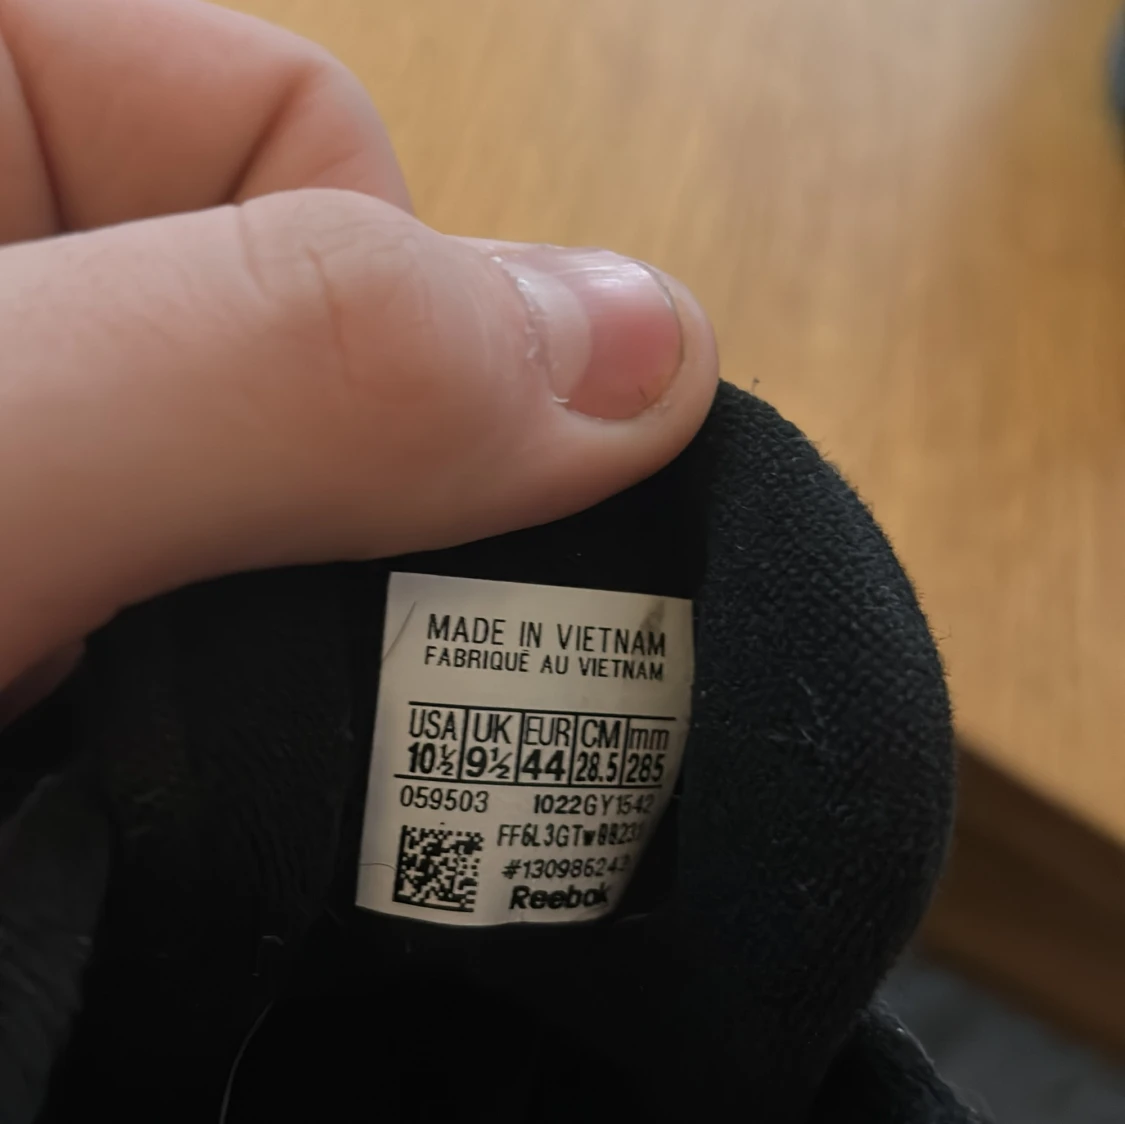 MADE IN VIETNAM
FABRIQUÉ AU VIETNAM
USA UK EUR CM mm
10½ 9½ 44 28.5 285
059503 1022GY1542
#130986243
Reebok